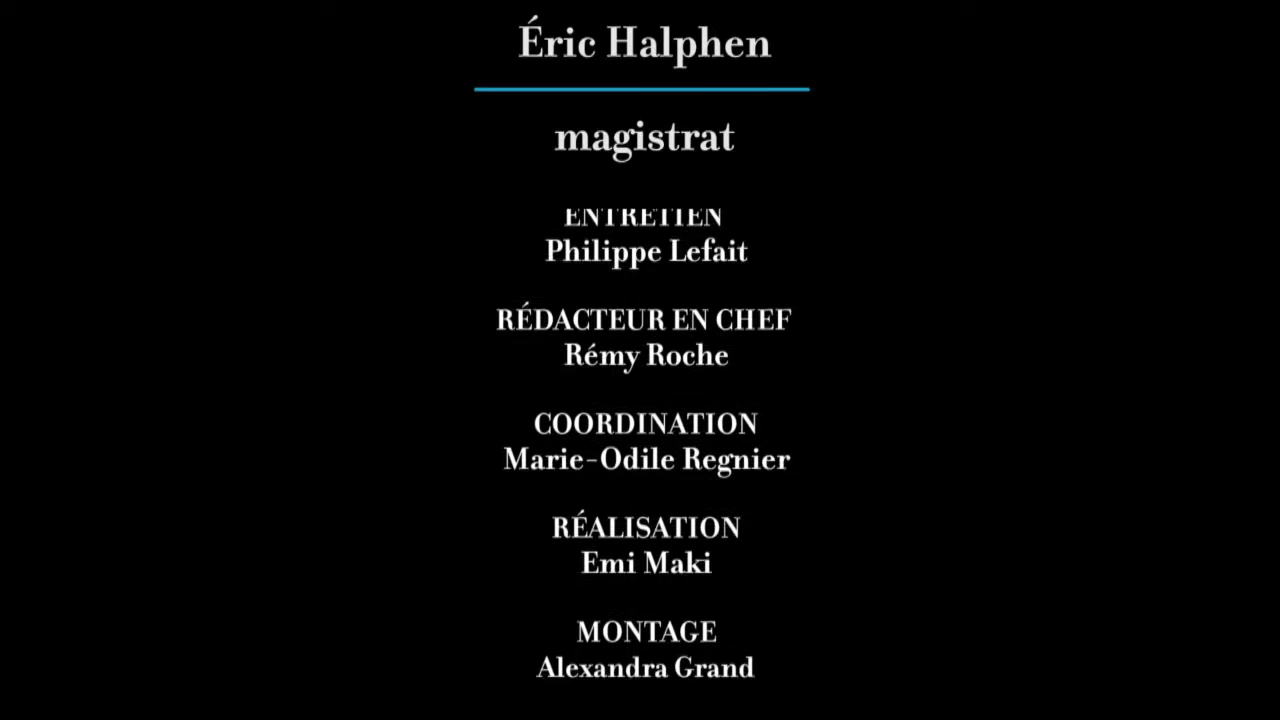 Éric Halphen
magistrat
ENTRETIEN
Philippe Lefait
RÉDACTEUR EN CHEF
Rémy Roche
COORDINATION
Marie-Odile Regnier
RÉALISATION
Emi Maki
MONTAGE
Alexandra Grand